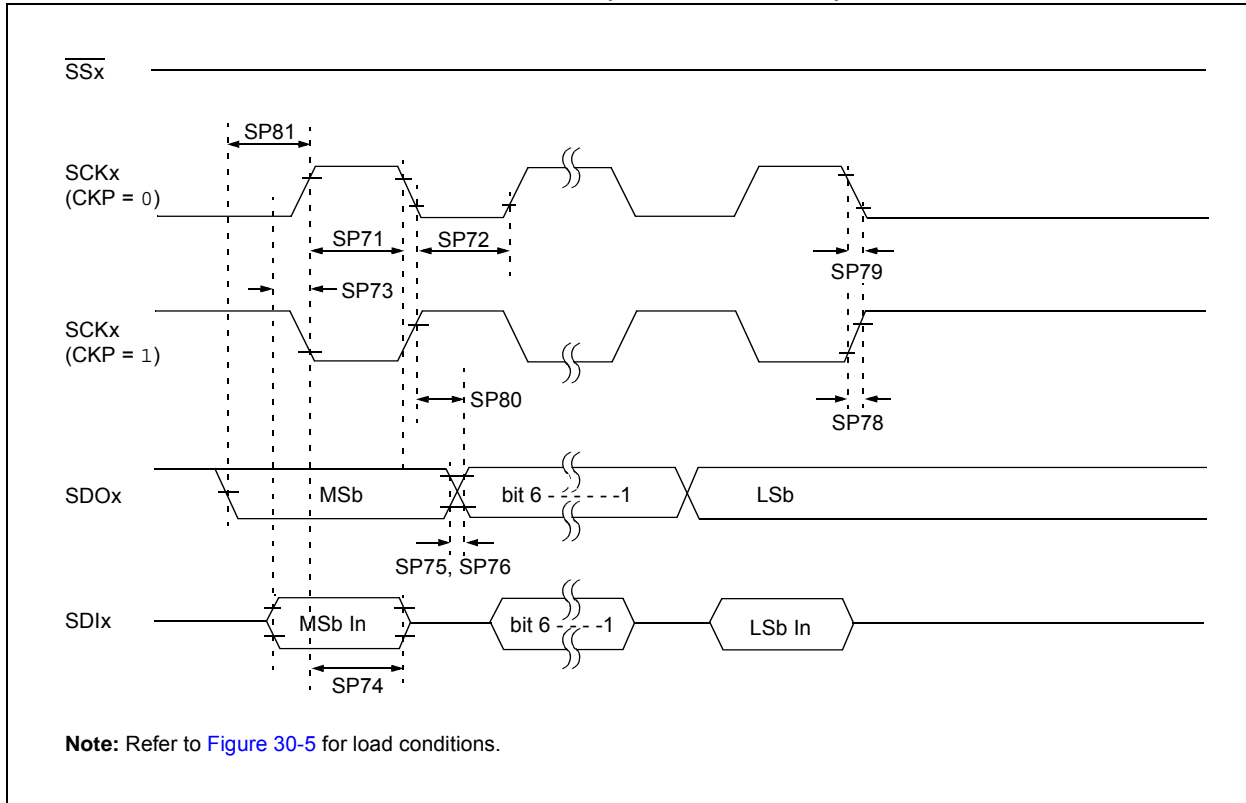 SSx
SP81
SCKx
(CKP = 0)
SP71
SP72
SP79
SP73
SCKx
(CKP = 1)
SP80
SP78
SDOx
MSb
bit 6 - - - - - -1
LSb
SP75, SP76
SDIx
MSb In
bit 6 - - - -1
LSb In
SP74
Note: Refer to Figure 30-5 for load conditions.